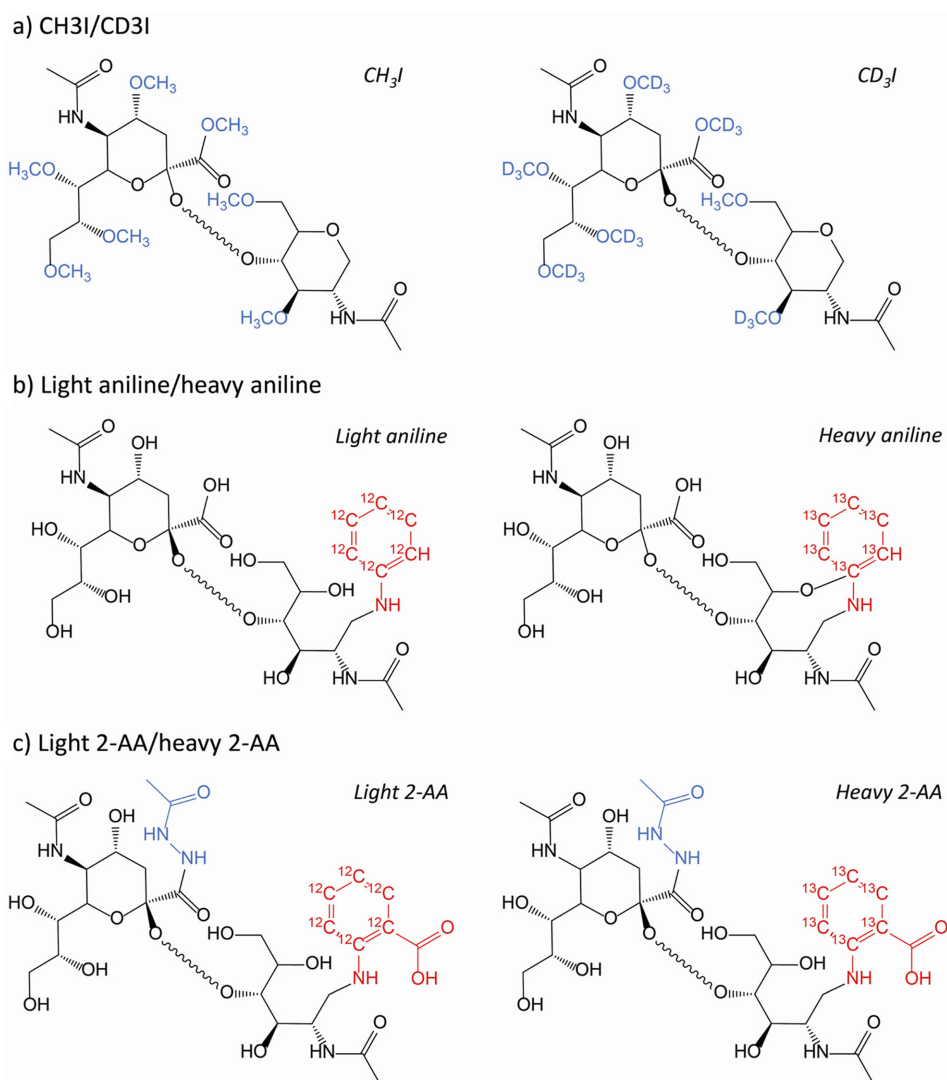 a) CH3I/CD3I
CH₃I
CD₃I
O
OCH₃
HN
OCH₃
H₃CO
O
O
O
H₃CO
OCH₃
O
O
OCH₃
H₃CO
HN
O
O
OCD₃
HN
OCD₃
D₃CO
O
O
O
H₃CO
OCD₃
O
O
OCD₃
D₃CO
HN
O
b) Light aniline/heavy aniline
Light aniline
Heavy aniline
O
OH
HN
OH
HO
O
O
O
HO
OH
OH
O
OH
HO
HN
O
NH
¹²C
¹²C
¹²C
¹²C
¹²CH
¹²C
O
OH
HN
OH
HO
O
O
O
HO
O
OH
O
OH
HO
HN
O
NH
¹³C
¹³C
¹³C
¹³C
¹³CH
¹³C
c) Light 2-AA/heavy 2-AA
Light 2-AA
Heavy 2-AA
O
O
OH
HN
HN
NH
HO
O
O
O
HO
OH
OH
O
OH
HO
HN
O
NH
¹²C
¹²C
¹²C
¹²C
¹²C
¹²C
O
OH
O
O
OH
HN
HN
NH
HO
O
O
O
HO
OH
OH
O
OH
HO
HN
O
NH
¹³C
¹³C
¹³C
¹³C
¹³C
¹³C
O
OH